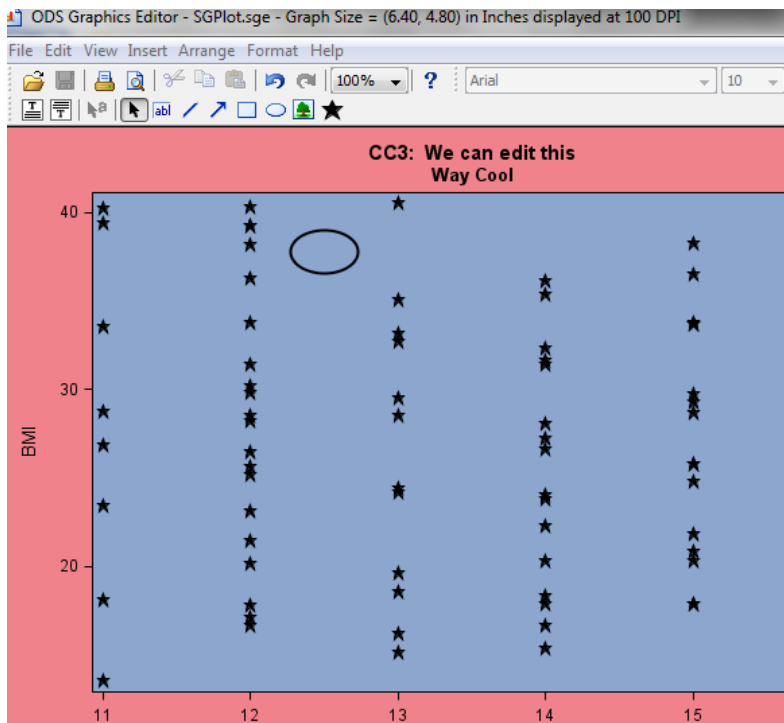 ODS Graphics Editor - SGPlot.sge - Graph Size = (6.40, 4.80) in Inches displayed at 100 DPI
File Edit View Insert Arrange Format Help
100% ? Arial 10
T T a abl
CC3: We can edit this
Way Cool
40
30
BMI
20
11 12 13 14 15